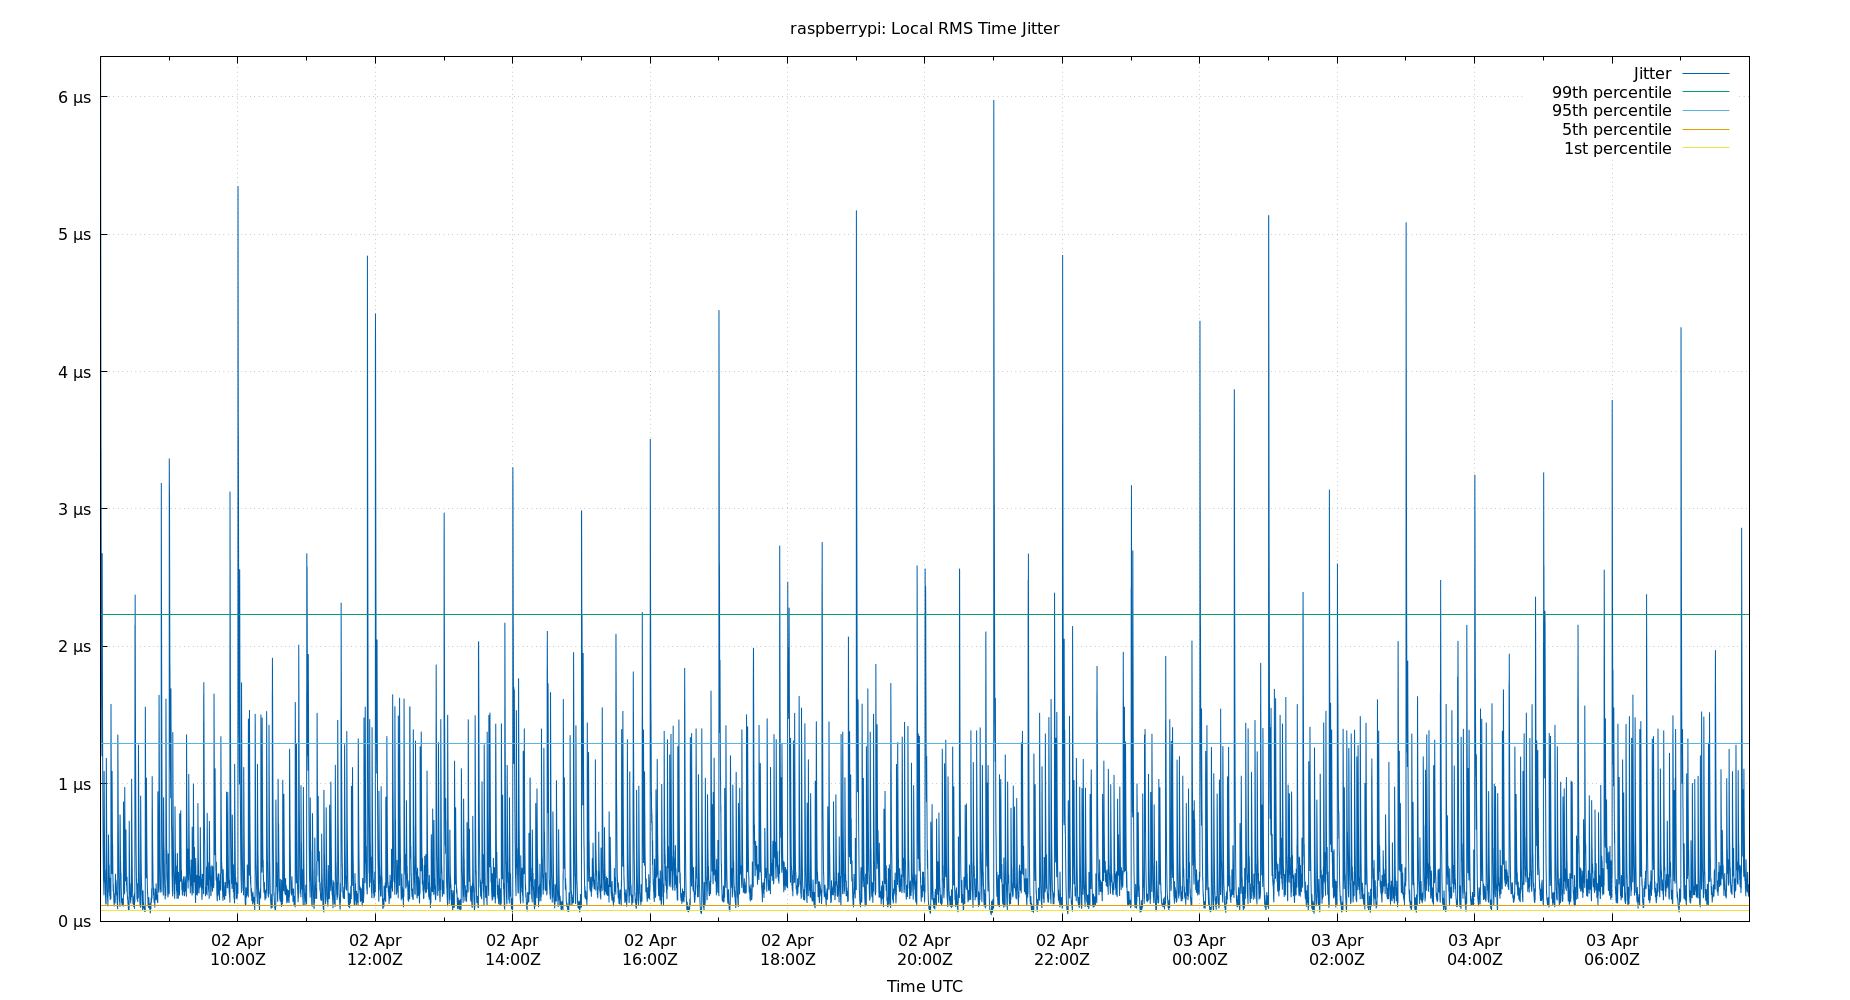 raspberrypi: Local RMS Time Jitter
Jitter
99th percentile
95th percentile
5th percentile
1st percentile
6 µs
5 µs
4 µs
3 µs
2 µs
1 µs
0 µs
02 Apr 02 Apr 02 Apr 02 Apr 02 Apr 02 Apr 02 Apr 03 Apr 03 Apr 03 Apr 03 Apr
10:00Z 12:00Z 14:00Z 16:00Z 18:00Z 20:00Z 22:00Z 00:00Z 02:00Z 04:00Z 06:00Z
Time UTC